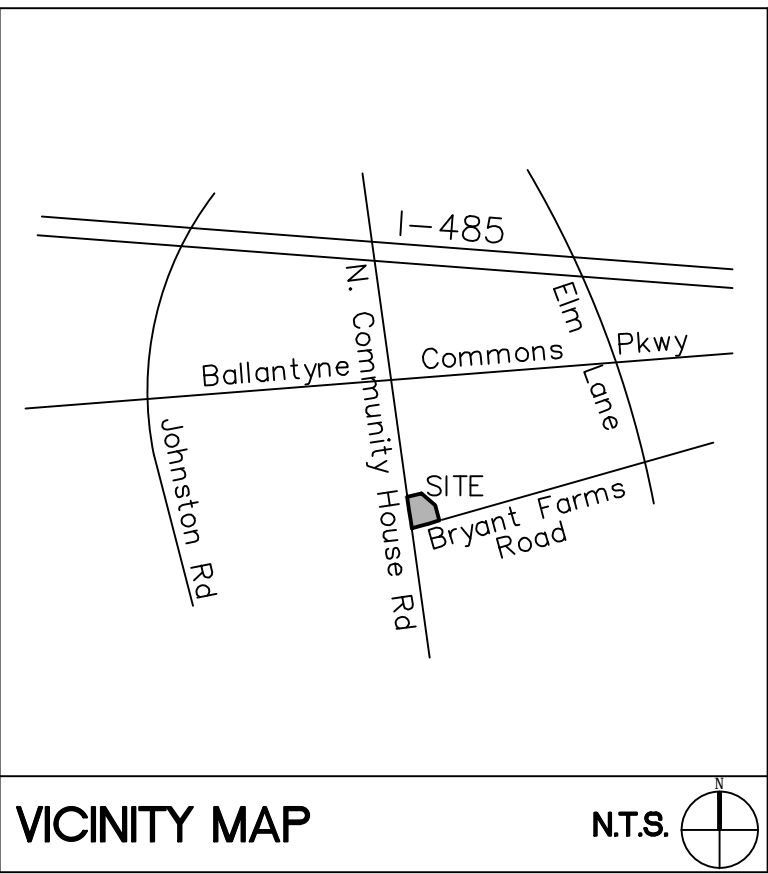 I-485
N. Community House Rd
Elm Lane
Ballantyne Commons Pkwy
Johnston Rd
SITE
Bryant Farms
Road
VICINITY MAP
N.T.S.
N